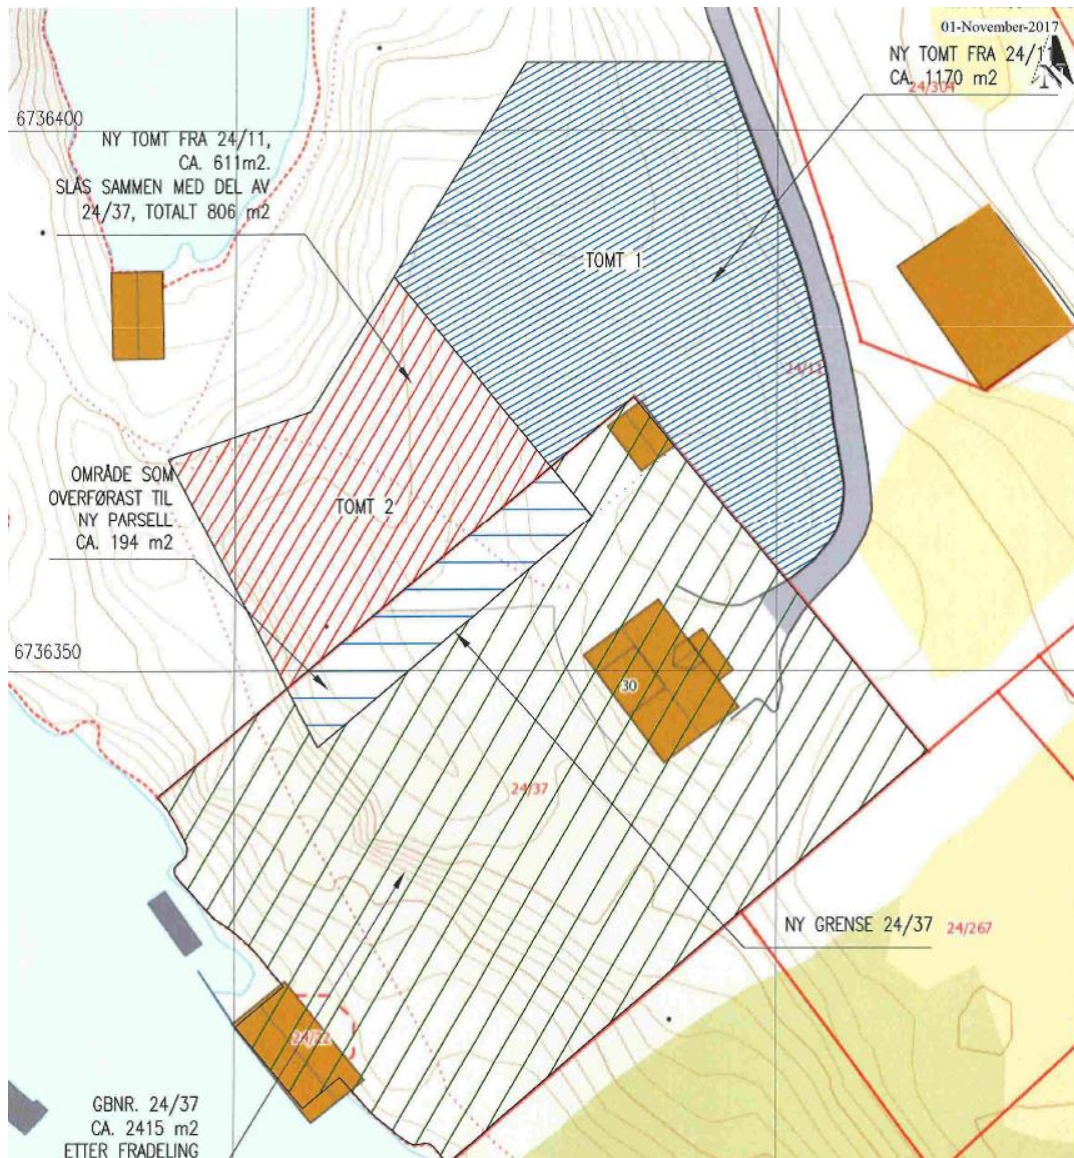 01-November-2017
NY TOMT FRA 24/11
CA. 1170 m2
24/304
N
6736400
NY TOMT FRA 24/11,
CA. 611m2.
SLÅS SAMMEN MED DEL AV
24/37, TOTALT 806 m2
TOMT 1
24/11
OMRÅDE SOM
OVERFØRAST TIL
NY PARSELL
CA. 194 m2
TOMT 2
6736350
30
24/37
NY GRENSE 24/37
24/267
24/22
GBNR. 24/37
CA. 2415 m2
ETTER FRADELING